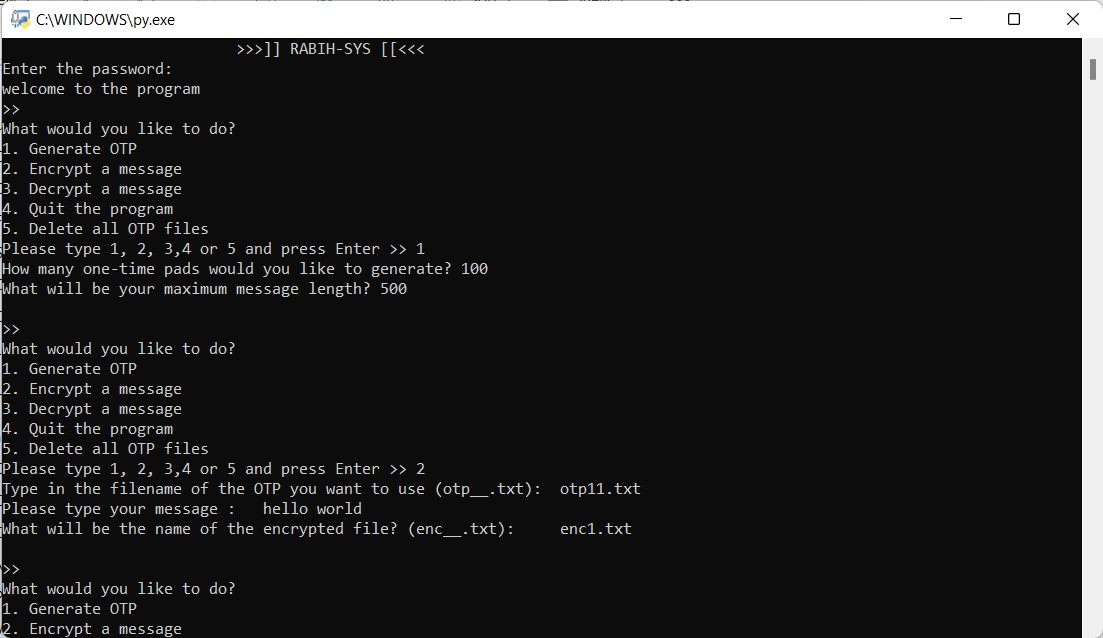 C:\WINDOWS\py.exe
>>>]] RABIH-SYS [[<<<
Enter the password:
welcome to the program
>>
What would you like to do?
1. Generate OTP
2. Encrypt a message
3. Decrypt a message
4. Quit the program
5. Delete all OTP files
Please type 1, 2, 3,4 or 5 and press Enter >> 1
How many one-time pads would you like to generate? 100
What will be your maximum message length? 500
>>
What would you like to do?
1. Generate OTP
2. Encrypt a message
3. Decrypt a message
4. Quit the program
5. Delete all OTP files
Please type 1, 2, 3,4 or 5 and press Enter >> 2
Type in the filename of the OTP you want to use (otp__.txt):  otp11.txt
Please type your message :   hello world
What will be the name of the encrypted file? (enc__.txt):     enc1.txt
>>
What would you like to do?
1. Generate OTP
2. Encrypt a message